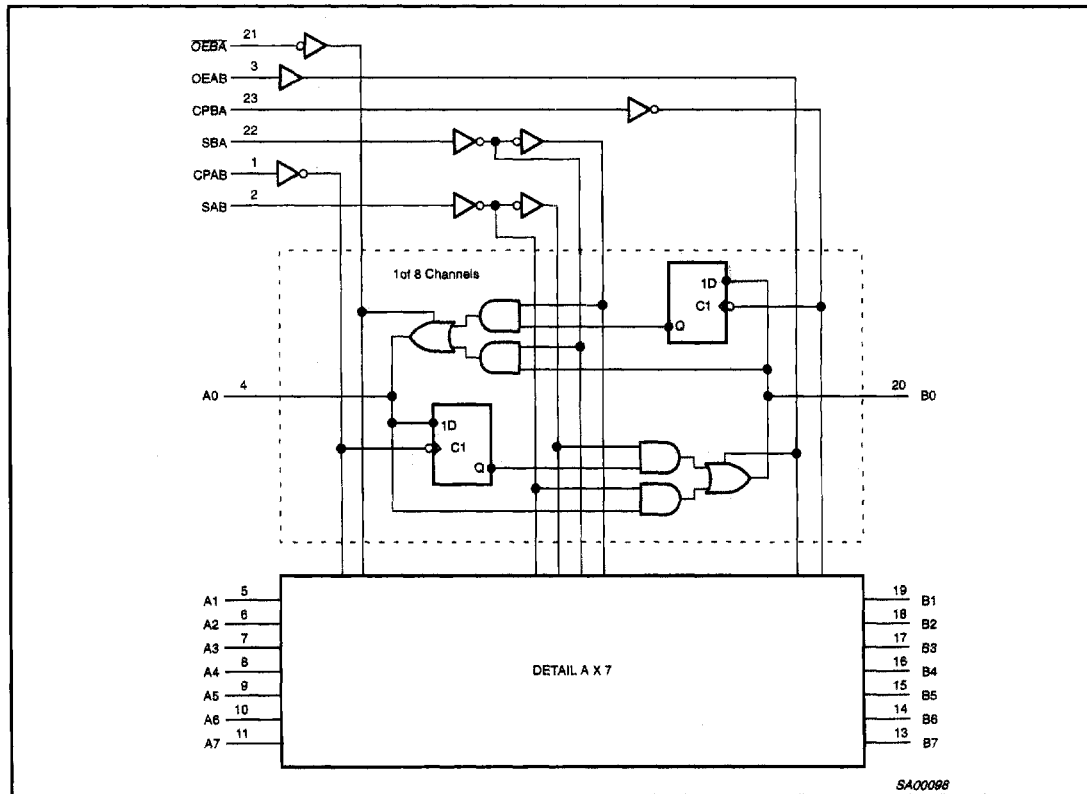 21
OEBA
3
OEAB
23
CPBA
22
SBA
1
CPAB
2
SAB
1of 8 Channels
1D
C1
Q
4
A0
20
B0
1D
C1
Q
5
A1
19
B1
6
A2
18
B2
7
A3
17
B3
8
A4
16
B4
DETAIL A X 7
9
A5
15
B5
10
A6
14
B6
11
A7
13
B7
SA00098